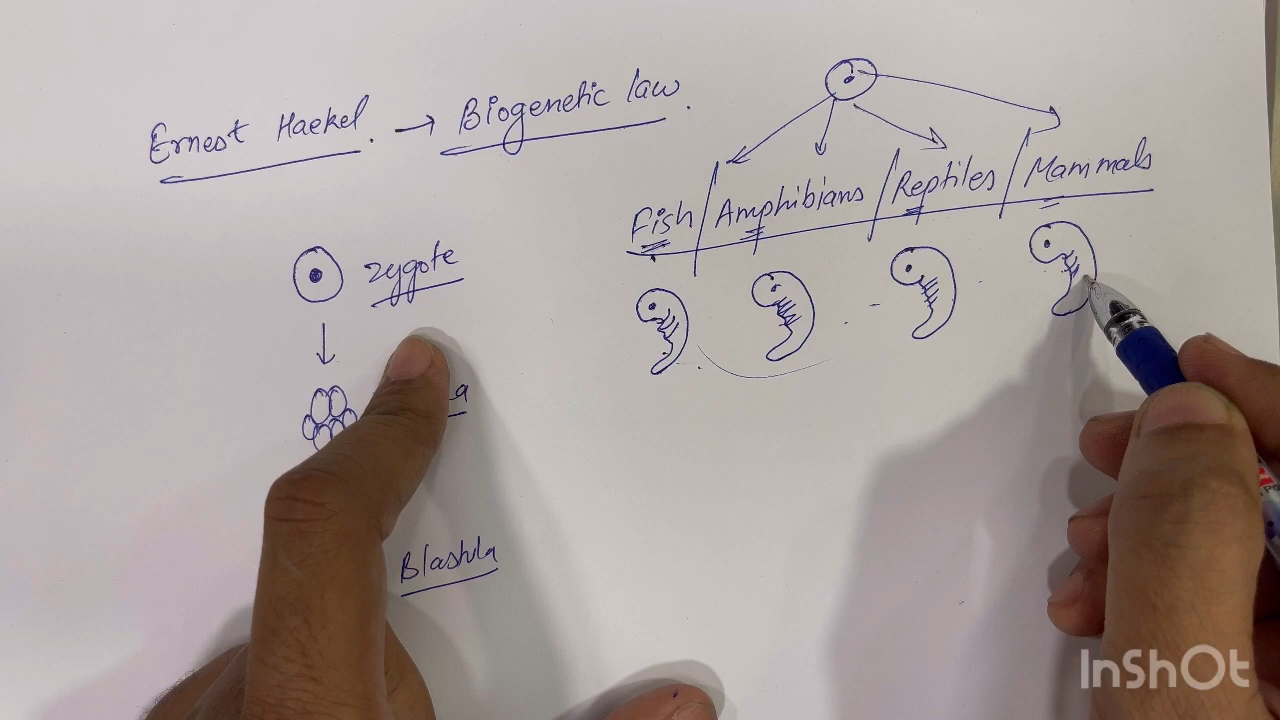 Ernest Haekel. → Biogenetic law.
Fish / Amphibians / Reptiles / Mammals
zygote
Blastula
InShOt